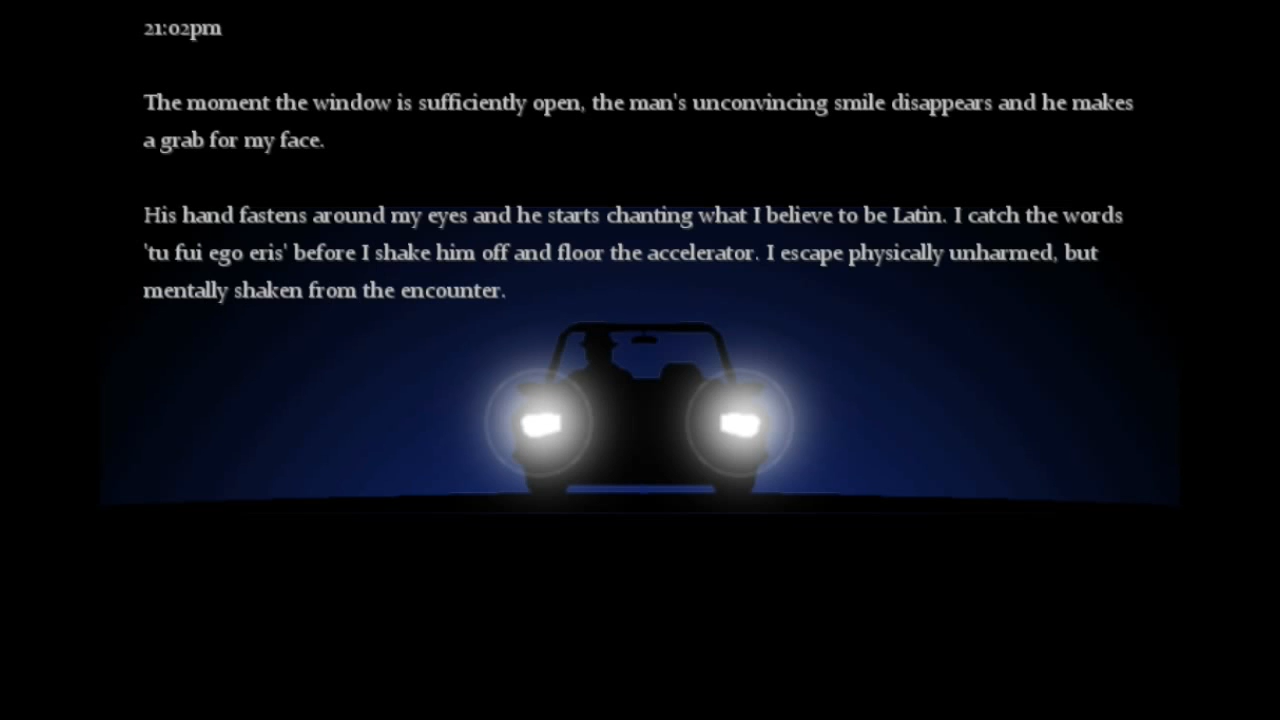 21:02pm
The moment the window is sufficiently open, the man's unconvincing smile disappears and he makes
a grab for my face.
His hand fastens around my eyes and he starts chanting what I believe to be Latin. I catch the words
'tu fui ego eris' before I shake him off and floor the accelerator. I escape physically unharmed, but
mentally shaken from the encounter.